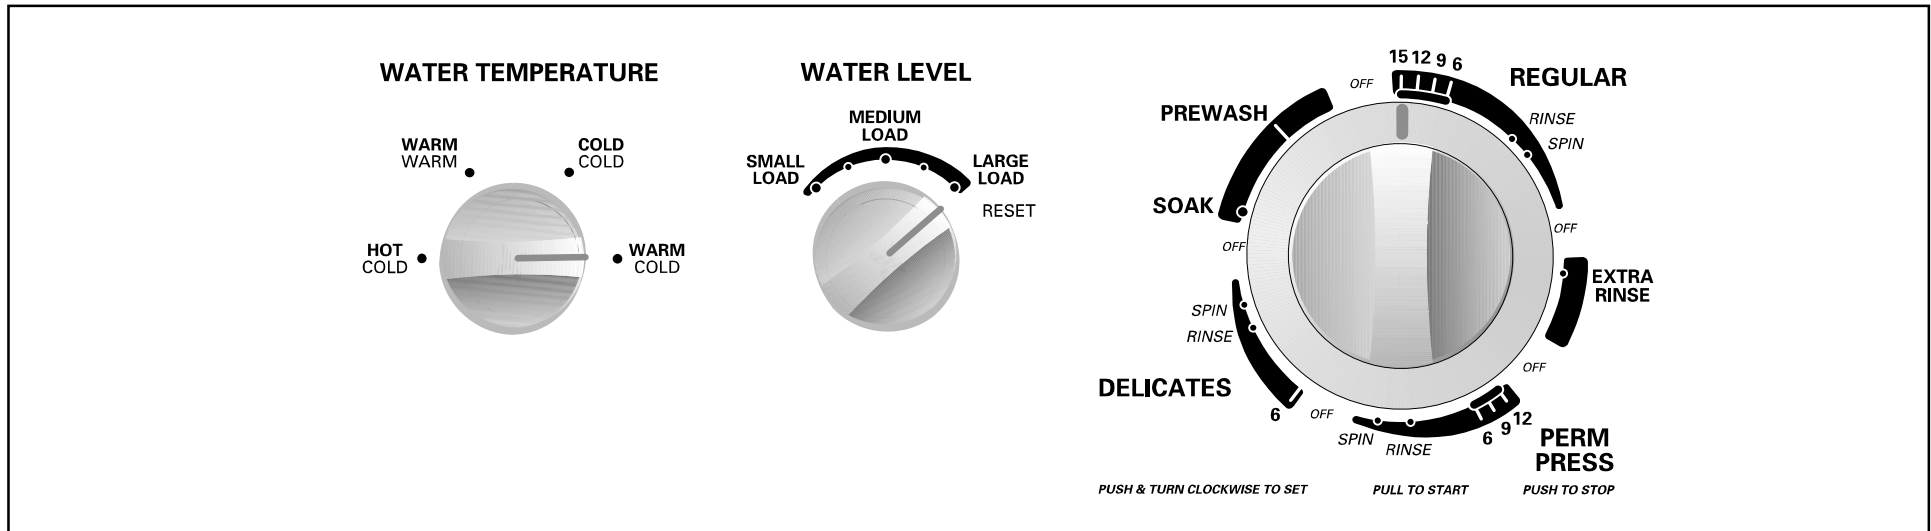 WATER TEMPERATURE
WARM
WARM
COLD
COLD
HOT
COLD
WARM
COLD
WATER LEVEL
SMALL
LOAD
MEDIUM
LOAD
LARGE
LOAD
RESET
OFF
15 12 9 6
REGULAR
RINSE
SPIN
OFF
EXTRA
RINSE
OFF
12
9
6
PERM
PRESS
RINSE
SPIN
OFF
6
DELICATES
RINSE
SPIN
OFF
SOAK
PREWASH
PUSH & TURN CLOCKWISE TO SET
PULL TO START
PUSH TO STOP